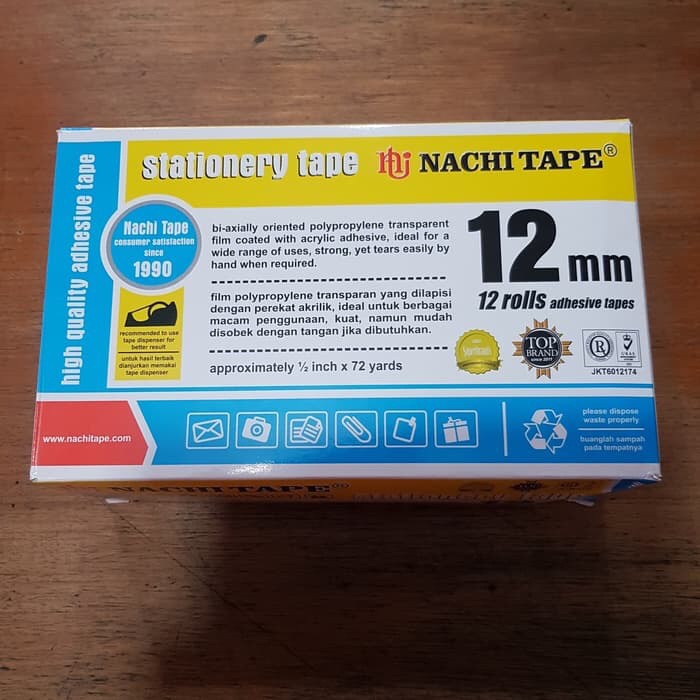 high quality adhesive tape
stationery tape
NACHI TAPE®
Nachi Tape
consumer satisfaction
since
1990
bi-axially oriented polypropylene transparent
film coated with acrylic adhesive, ideal for a
wide range of uses, strong, yet tears easily by
hand when required.
film polypropylene transparan yang dilapisi
dengan perekat akrilik, ideal untuk berbagai
macam penggunaan, kuat, namun mudah
disobek dengan tangan jika dibutuhkan.
approximately ½ inch x 72 yards
recommended to use
tape dispenser for
better result
untuk hasil terbaik
dianjurkan memakai
tape dispenser
12 mm
12 rolls adhesive tapes
TOP
BRAND
since 2011
R
UKAS
JKT6012174
www.nachitape.com
please dispose
waste properly
buanglah sampah
pada tempatnya
NACHI TAPE®
stationery tape